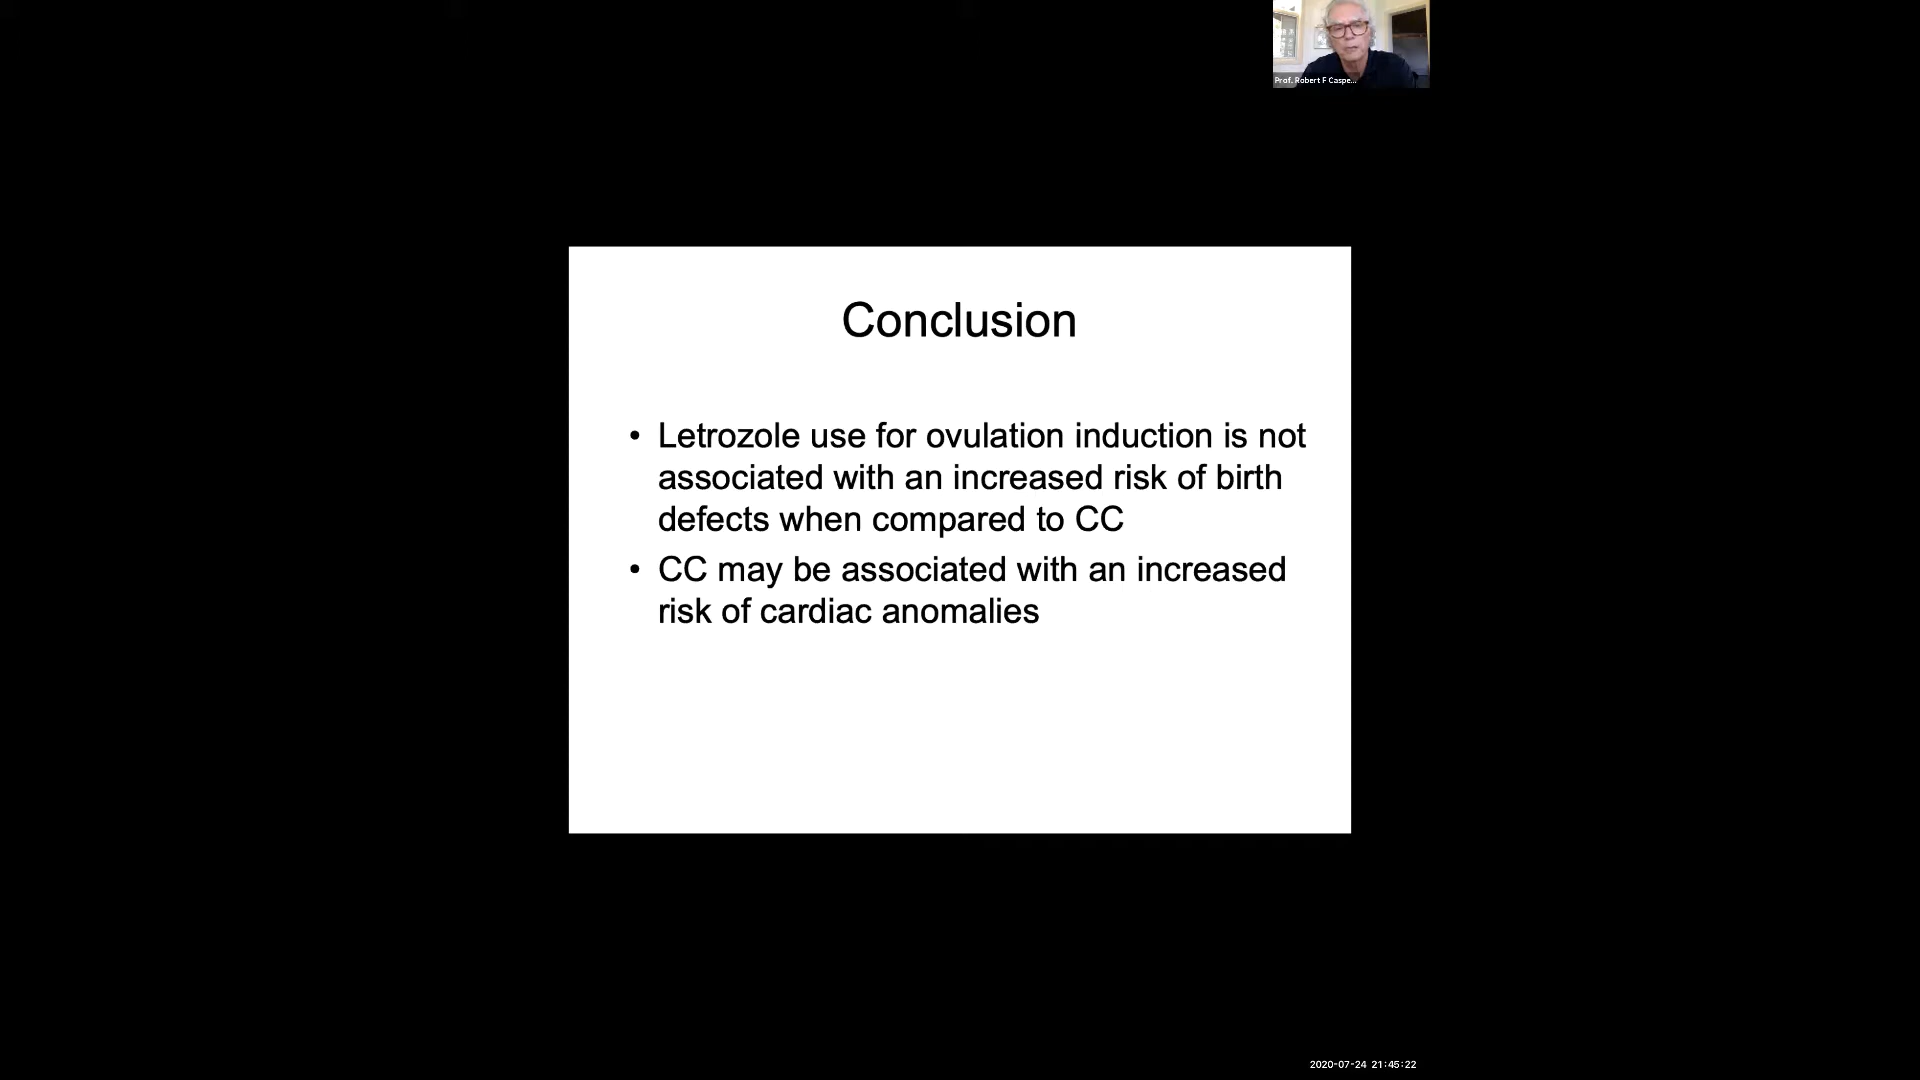 Prof. Robert F Caspe...
Conclusion
• Letrozole use for ovulation induction is not
associated with an increased risk of birth
defects when compared to CC
• CC may be associated with an increased
risk of cardiac anomalies
2020-07-24 21:45:22